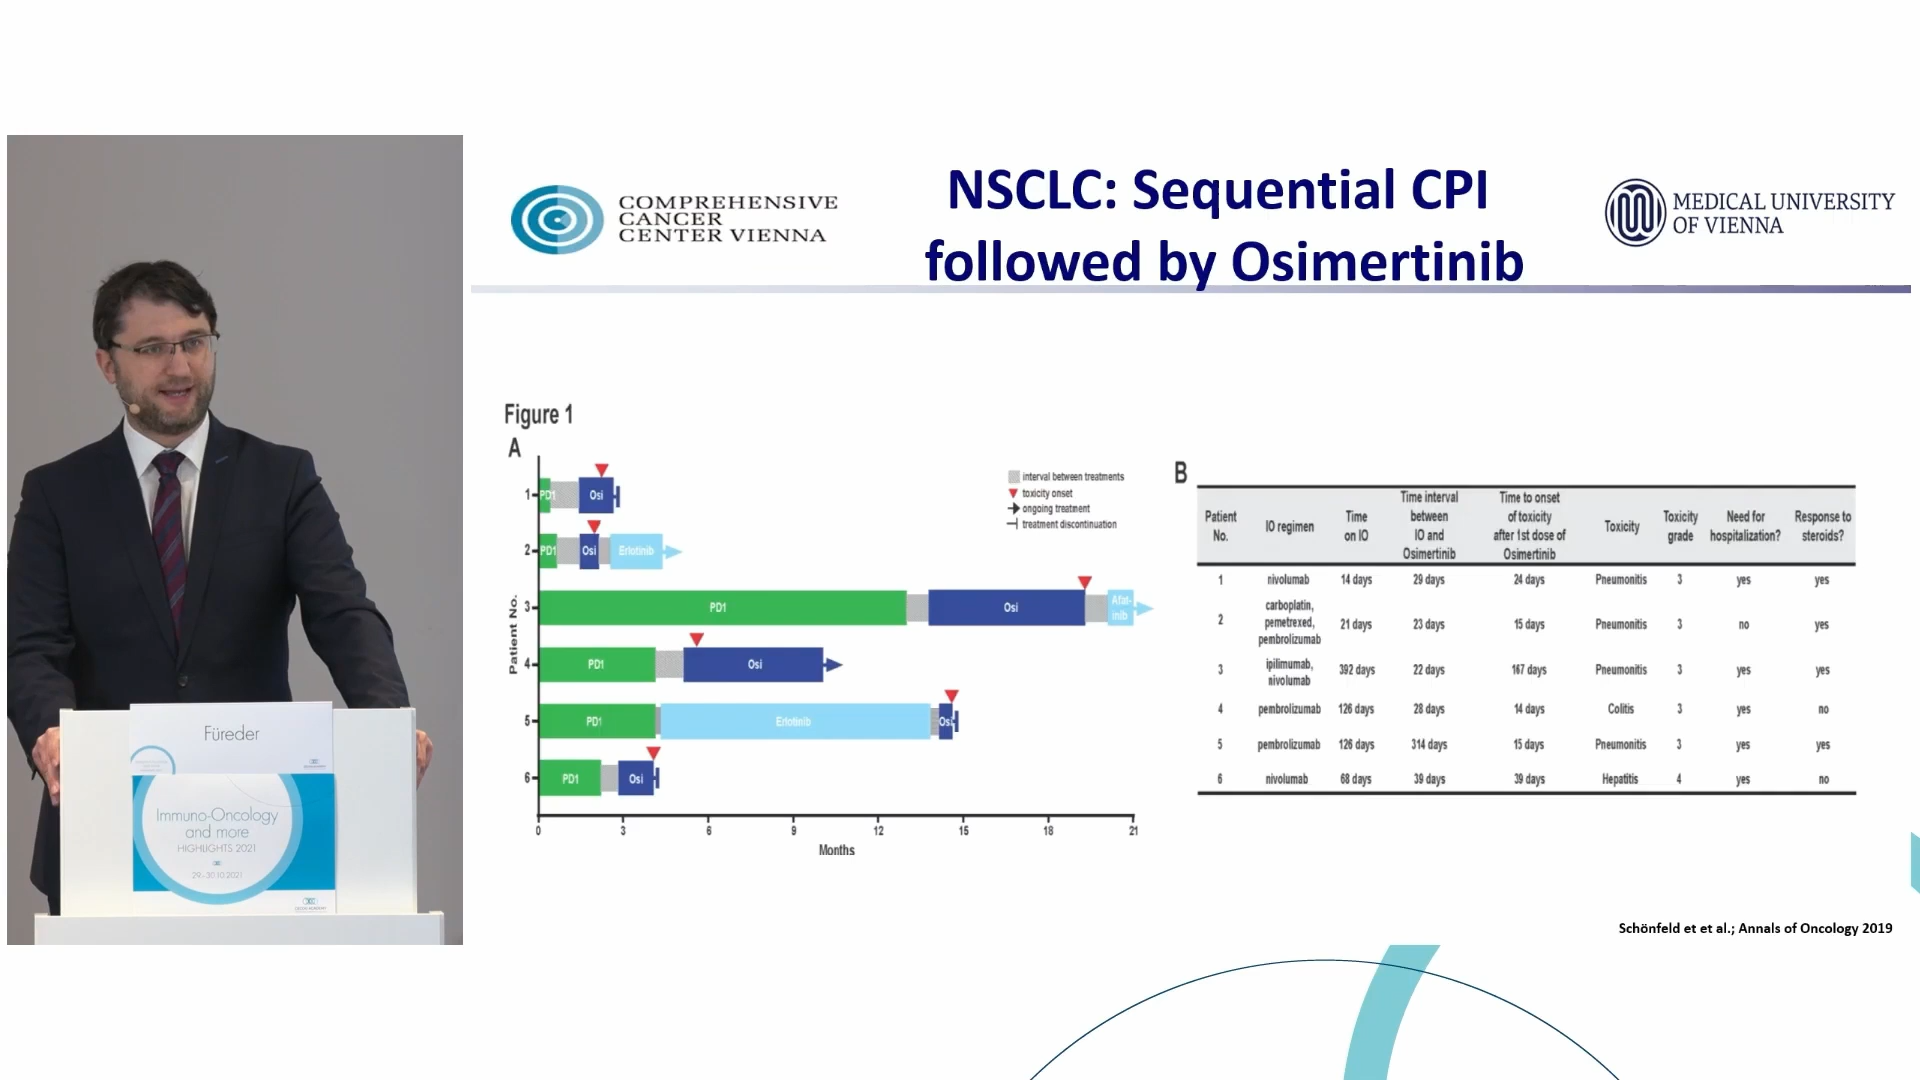 COMPREHENSIVE
CANCER
CENTER VIENNA
NSCLC: Sequential CPI
followed by Osimertinib
MEDICAL UNIVERSITY
OF VIENNA
Figure 1
A
interval between treatments
toxicity onset
ongoing treatment
treatment discontinuation
Patient No.
1 PD1 Osi
2 PD1 Osi Erlotinib
3 PD1 Osi Afat-
inib
4 PD1 Osi
5 PD1 Erlotinib Osi
6 PD1 Osi
0 3 6 9 12 15 18 21
Months
B
Patient
No.
IO regimen
Time
on IO
Time interval
between
IO and
Osimertinib
Time to onset
of toxicity
after 1st dose of
Osimertinib
Toxicity
Toxicity
grade
Need for
hospitalization?
Response to
steroids?
1 nivolumab 14 days 29 days 24 days Pneumonitis 3 yes yes
2 carboplatin,
pemetrexed,
pembrolizumab 21 days 23 days 15 days Pneumonitis 3 no yes
3 ipilimumab,
nivolumab 392 days 22 days 167 days Pneumonitis 3 yes yes
4 pembrolizumab 126 days 28 days 14 days Colitis 3 yes no
5 pembrolizumab 126 days 314 days 15 days Pneumonitis 3 yes yes
6 nivolumab 68 days 39 days 39 days Hepatitis 4 yes no
Schönfeld et et al.; Annals of Oncology 2019
Füreder
Immuno-Oncology
and more
HIGHLIGHTS 2021
29.-30.10.2021